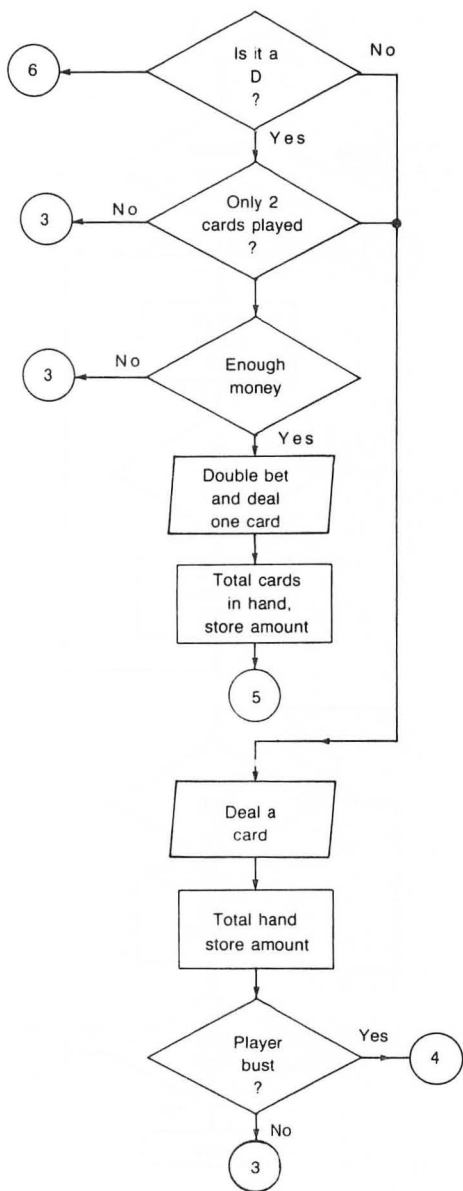 Is it a
D
?
No
6
Yes
Only 2
cards played
?
No
3
Enough
money
No
3
Yes
Double bet
and deal
one card
Total cards
in hand,
store amount
5
Deal a
card
Total hand
store amount
Player
bust
?
Yes
4
No
3